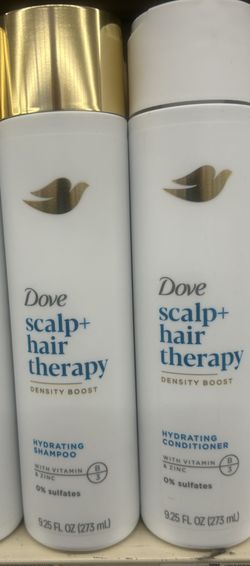 Dove
scalp+
hair
therapy
DENSITY BOOST
HYDRATING
SHAMPOO
WITH VITAMIN B3
& ZINC
0% sulfates
9.25 FL OZ (273 mL)
Dove
scalp+
hair
therapy
DENSITY BOOST
HYDRATING
CONDITIONER
WITH VITAMIN B3
& ZINC
0% sulfates
9.25 FL OZ (273 mL)